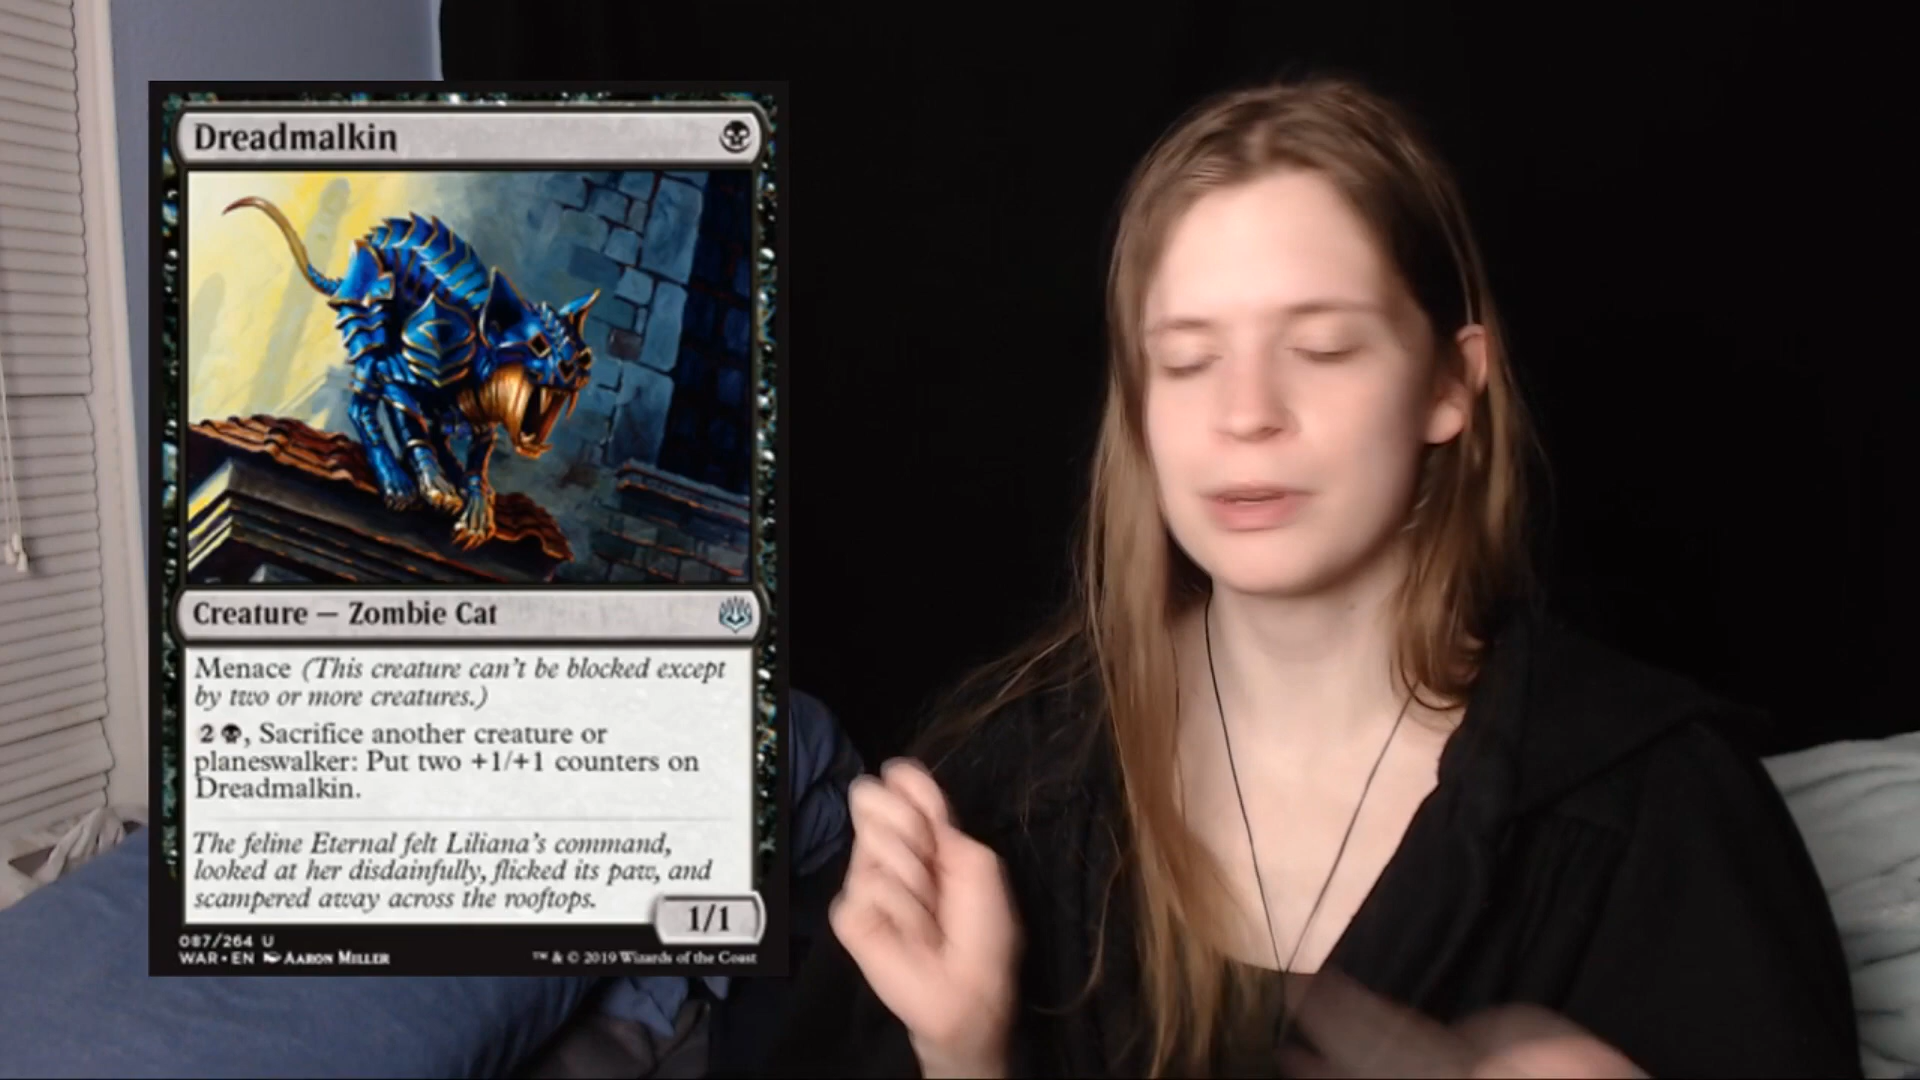 Dreadmalkin
Creature — Zombie Cat
Menace (This creature can't be blocked except
by two or more creatures.)
2, Sacrifice another creature or
planeswalker: Put two +1/+1 counters on
Dreadmalkin.
The feline Eternal felt Liliana's command,
looked at her disdainfully, flicked its paw, and
scampered away across the rooftops.
1/1
087/264 U
WAR • EN Aaron Miller
™ & © 2019 Wizards of the Coast